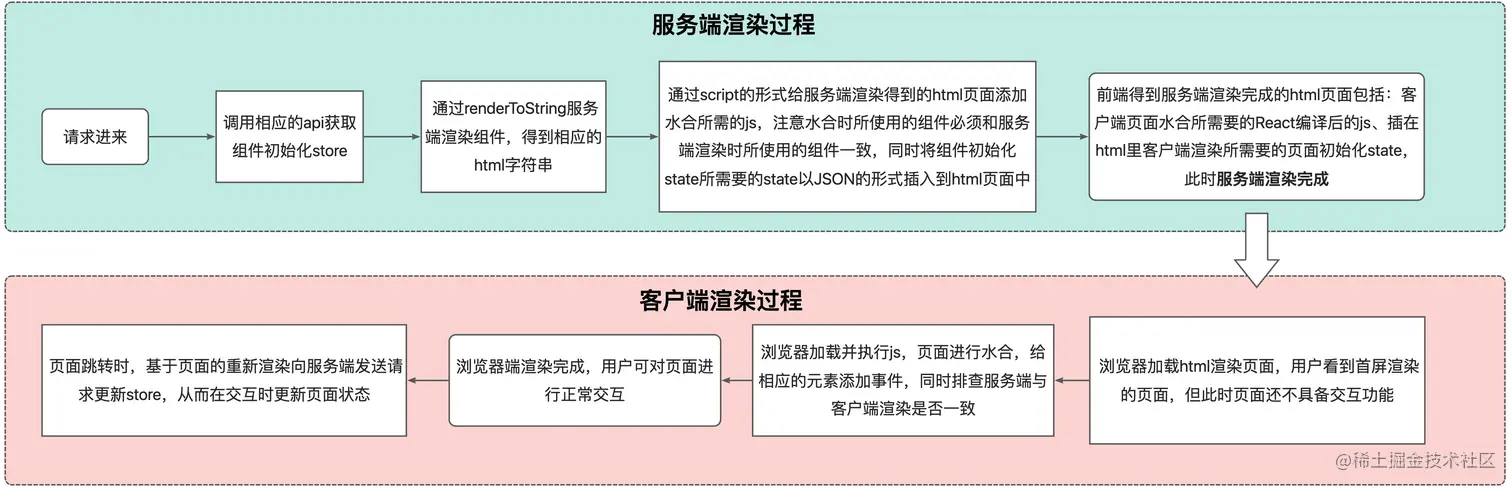 服务端渲染过程
请求进来
调用相应的api获取
组件初始化store
通过renderToString服务
端渲染组件，得到相应的
html字符串
通过script的形式给服务端渲染得到的html页面添加
水合所需的js，注意水合时所使用的组件必须和服务
端渲染时所使用的组件一致，同时将组件初始化
state所需要的state以JSON的形式插入到html页面中
前端得到服务端渲染完成的html页面包括：客
户端页面水合所需要的React编译后的js、插在
html里客户端渲染所需要的页面初始化state，
此时服务端渲染完成
客户端渲染过程
浏览器加载html渲染页面，用户看到首屏渲染
的页面，但此时页面还不具备交互功能
浏览器加载并执行js，页面进行水合，给
相应的元素添加事件，同时排查服务端与
客户端渲染是否一致
浏览器端渲染完成，用户可对页面进
行正常交互
页面跳转时，基于页面的重新渲染向服务端发送请
求更新store，从而在交互时更新页面状态
@稀土掘金技术社区